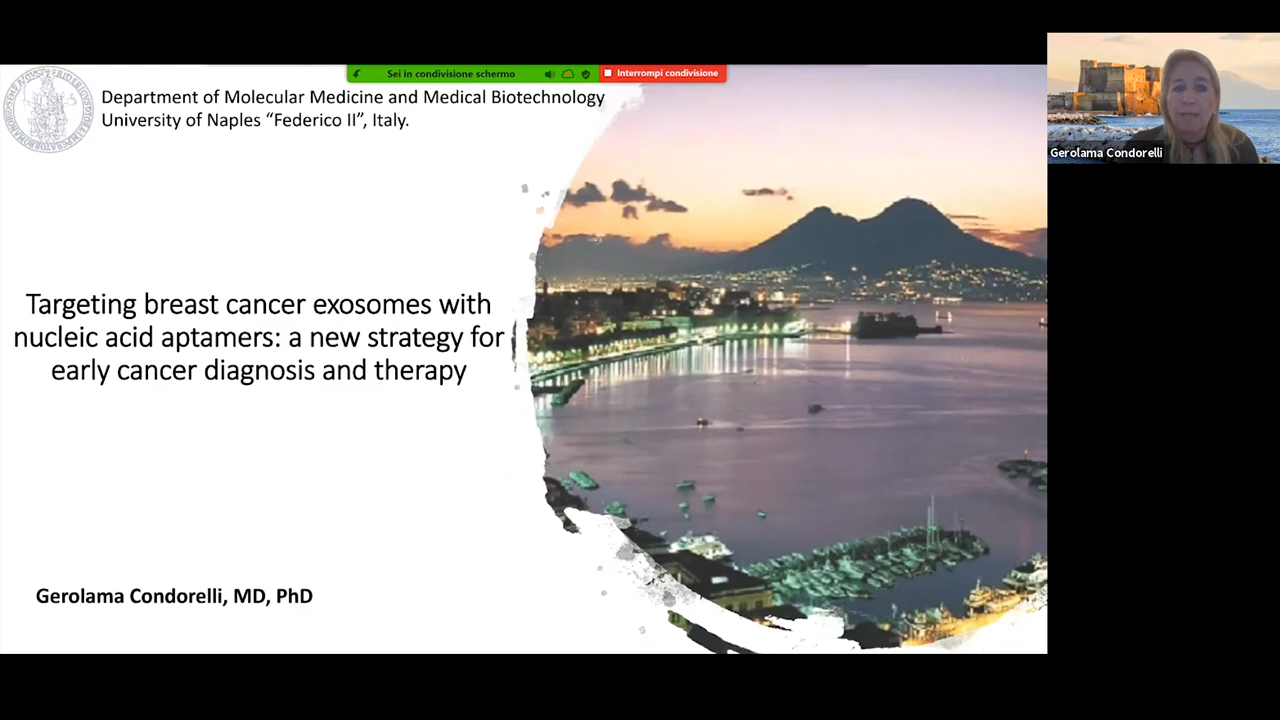 Sei in condivisione schermo
Interrompi condivisione
Department of Molecular Medicine and Medical Biotechnology
University of Naples “Federico II”, Italy.
Gerolama Condorelli
Targeting breast cancer exosomes with
nucleic acid aptamers: a new strategy for
early cancer diagnosis and therapy
Gerolama Condorelli, MD, PhD